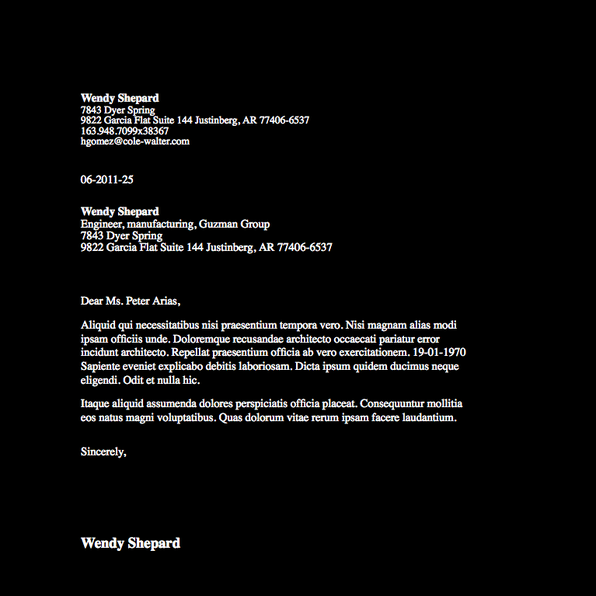 Wendy Shepard
7843 Dyer Spring
9822 Garcia Flat Suite 144 Justinberg, AR 77406-6537
163.948.7099x38367
hgomez@cole-walter.com
06-2011-25
Wendy Shepard
Engineer, manufacturing, Guzman Group
7843 Dyer Spring
9822 Garcia Flat Suite 144 Justinberg, AR 77406-6537
Dear Ms. Peter Arias,
Aliquid qui necessitatibus nisi praesentium tempora vero. Nisi magnam alias modi
ipsam officiis unde. Doloremque recusandae architecto occaecati pariatur error
incidunt architecto. Repellat praesentium officia ab vero exercitationem. 19-01-1970
Sapiente eveniet explicabo debitis laboriosam. Dicta ipsum quidem ducimus neque
eligendi. Odit et nulla hic.
Itaque aliquid assumenda dolores perspiciatis officia placeat. Consequuntur mollitia
eos natus magni voluptatibus. Quas dolorum vitae rerum ipsam facere laudantium.
Sincerely,
Wendy Shepard